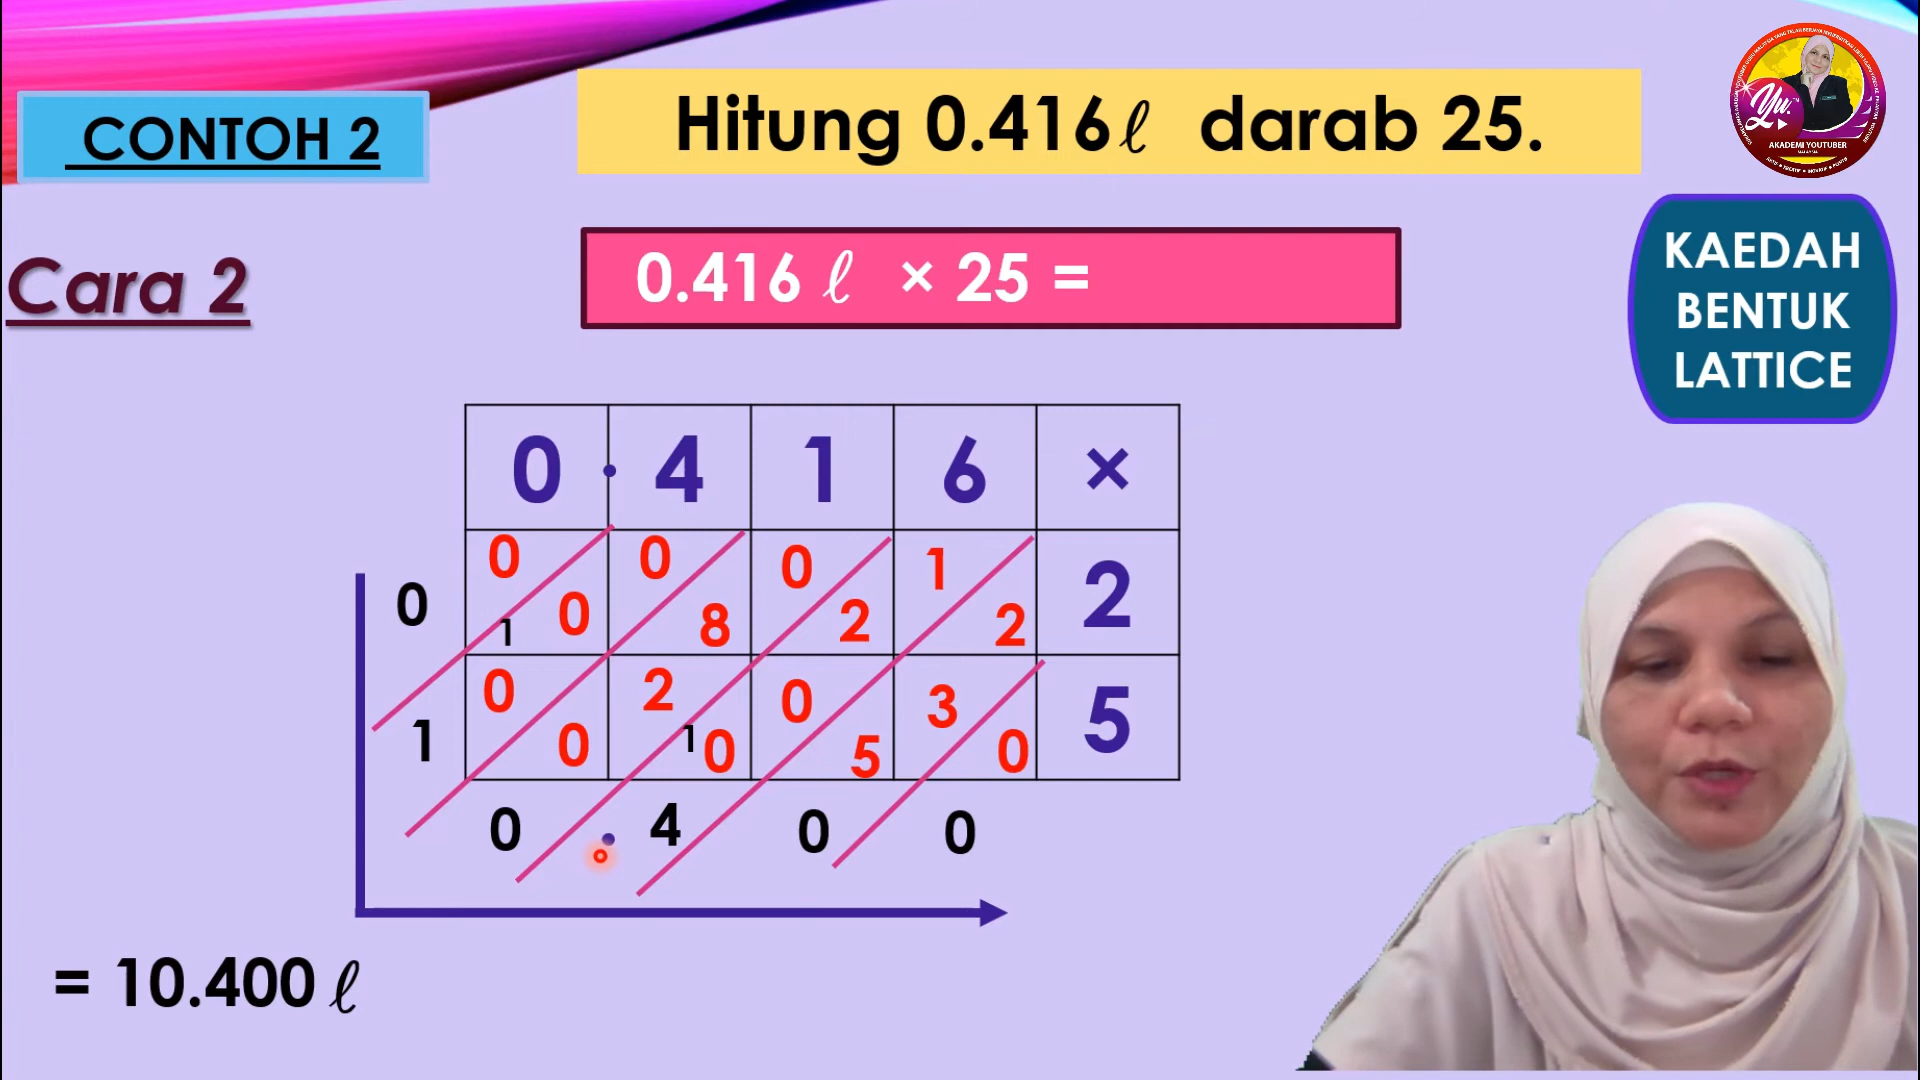 CONTOH 2
Hitung 0.416ℓ darab 25.
AKADEMI YOUTUBER
MALAYSIA
Cara 2
0.416 ℓ × 25 =
KAEDAH
BENTUK
LATTICE
0 . 4 1 6 ×
0 0 0 1
0 8 2 2 2
0 1
0 2 0 3
1 0 1 0 5 0 5
0 . 4 0 0
= 10.400 ℓ